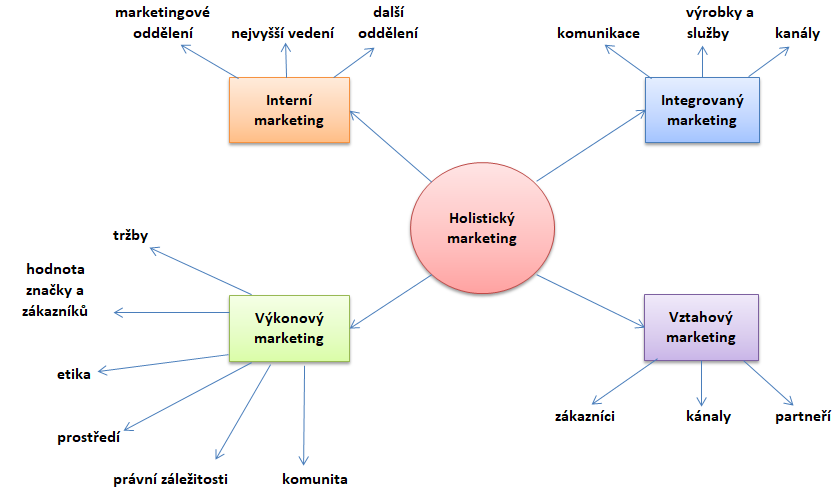 marketingové
oddělení
nejvyšší vedení
další
oddělení
komunikace
výrobky a
služby
kanály
Interní
marketing
Integrovaný
marketing
Holistický
marketing
tržby
hodnota
značky a
zákazníků
etika
prostředí
právní záležitosti
komunita
Výkonový
marketing
Vztahový
marketing
zákazníci
kánaly
partneří